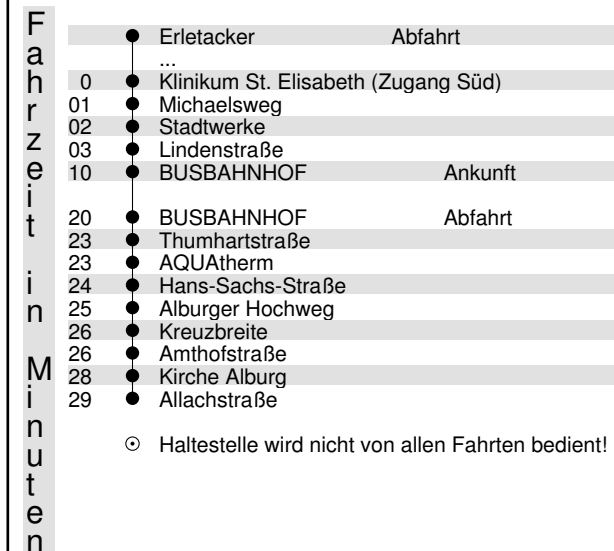 Fahrzeit in Minuten
Erletacker Abfahrt
...
0 Klinikum St. Elisabeth (Zugang Süd)
01 Michaelsweg
02 Stadtwerke
03 Lindenstraße
10 BUSBAHNHOF Ankunft
20 BUSBAHNHOF Abfahrt
23 Thumhartstraße
23 AQUAtherm
24 Hans-Sachs-Straße
25 Alburger Hochweg
26 Kreuzbreite
26 Amthofstraße
28 Kirche Alburg
29 Allachstraße
☉ Haltestelle wird nicht von allen Fahrten bedient!